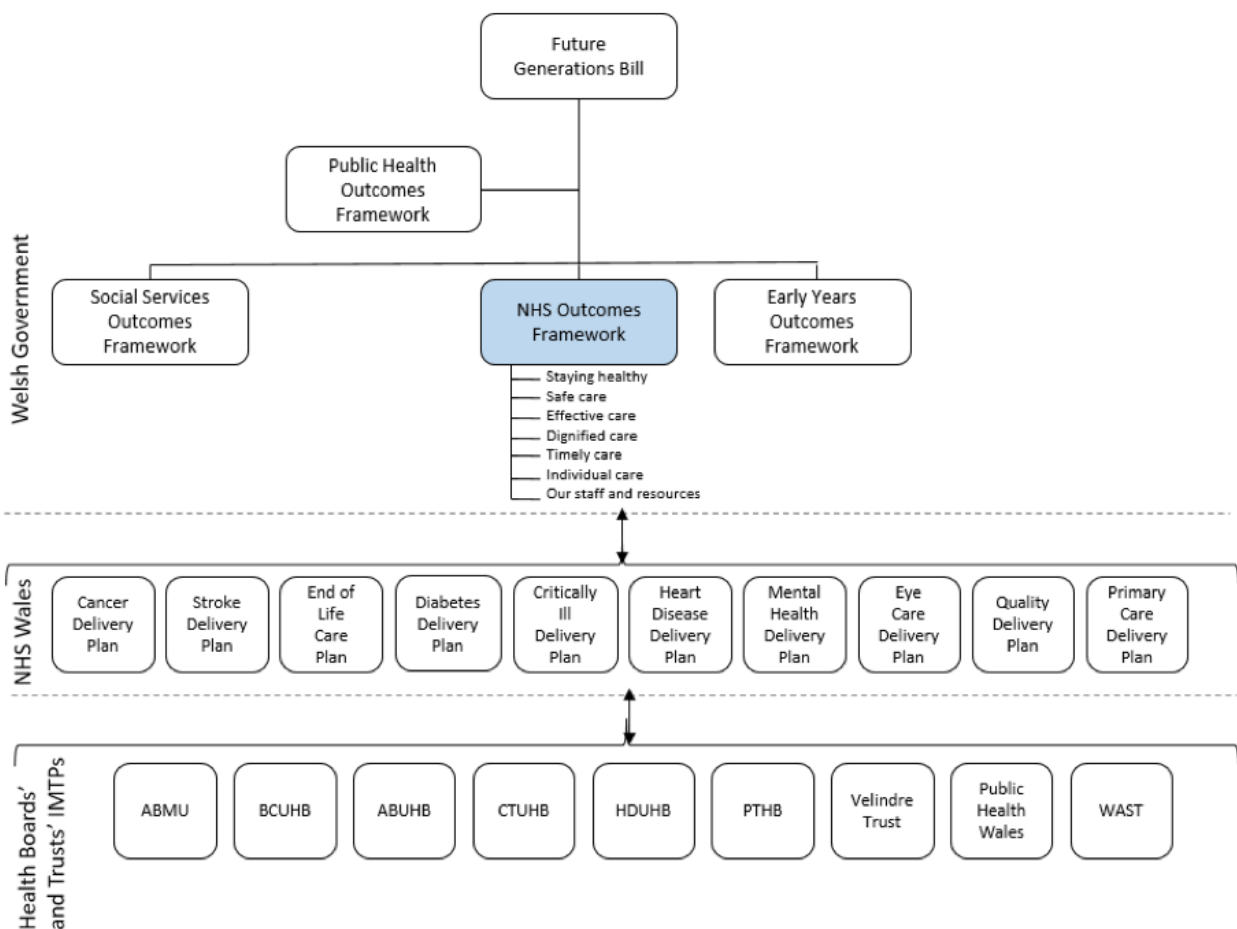 Future
Generations Bill
Public Health
Outcomes
Framework
Welsh Government
Social Services
Outcomes
Framework
NHS Outcomes
Framework
Early Years
Outcomes
Framework
Staying healthy
Safe care
Effective care
Dignified care
Timely care
Individual care
Our staff and resources
NHS Wales
Cancer
Delivery
Plan
Stroke
Delivery
Plan
End of
Life
Care
Plan
Diabetes
Delivery
Plan
Critically
Ill
Delivery
Plan
Heart
Disease
Delivery
Plan
Mental
Health
Delivery
Plan
Eye
Care
Delivery
Plan
Quality
Delivery
Plan
Primary
Care
Delivery
Plan
Health Boards'
and Trusts' IMTPs
ABMU
BCUHB
ABUHB
CTUHB
HDUHB
PTHB
Velindre
Trust
Public
Health
Wales
WAST